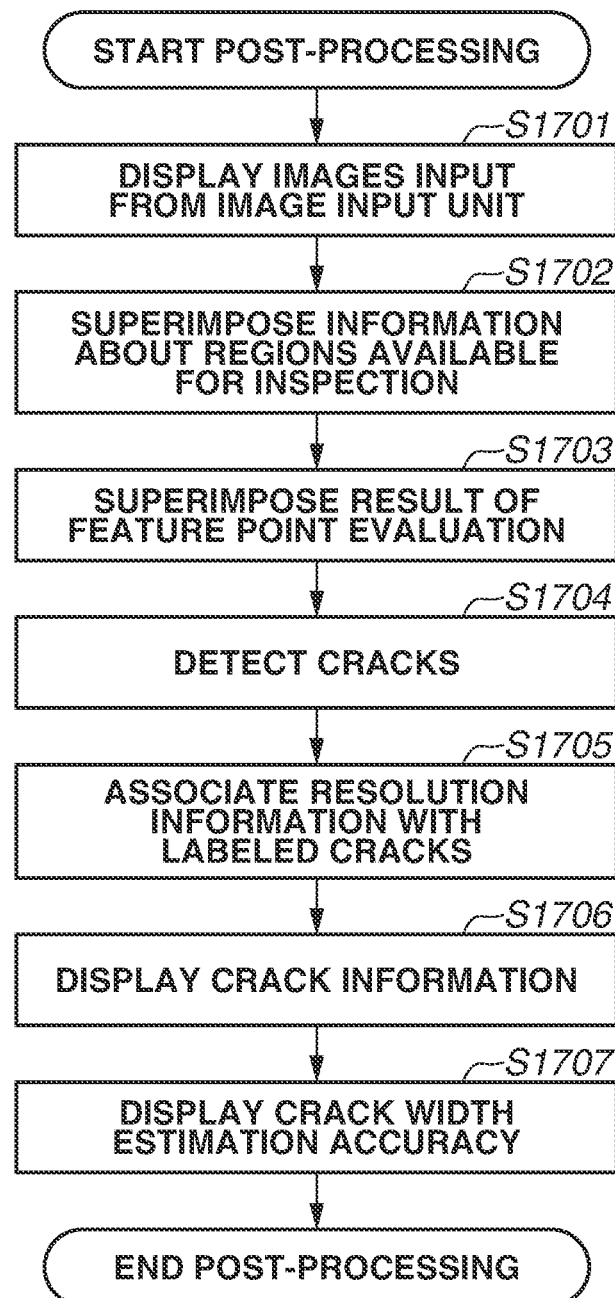 START POST-PROCESSING
S1701
DISPLAY IMAGES INPUT
FROM IMAGE INPUT UNIT
S1702
SUPERIMPOSE INFORMATION
ABOUT REGIONS AVAILABLE
FOR INSPECTION
S1703
SUPERIMPOSE RESULT OF
FEATURE POINT EVALUATION
S1704
DETECT CRACKS
S1705
ASSOCIATE RESOLUTION
INFORMATION WITH
LABELED CRACKS
S1706
DISPLAY CRACK INFORMATION
S1707
DISPLAY CRACK WIDTH
ESTIMATION ACCURACY
END POST-PROCESSING